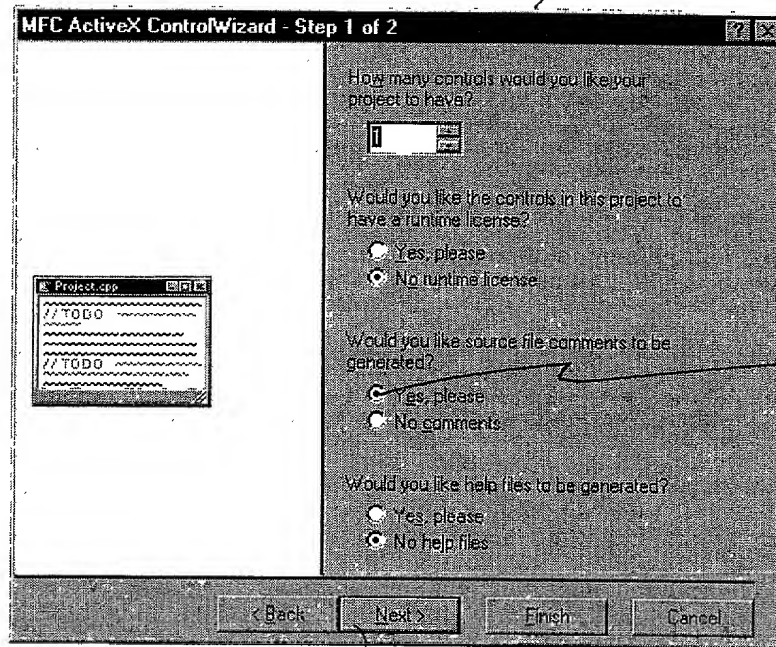 MFC ActiveX ControlWizard - Step 1 of 2
How many controls would you like your
project to have?
1
Would you like the controls in this project to
have a runtime license?
Yes, please
No runtime license
Project.cpp
//TODO
//TODO
Would you like source file comments to be
generated?
Yes, please
No comments
Would you like help files to be generated?
Yes, please
No help files
< Back
Next >
Finish
Cancel